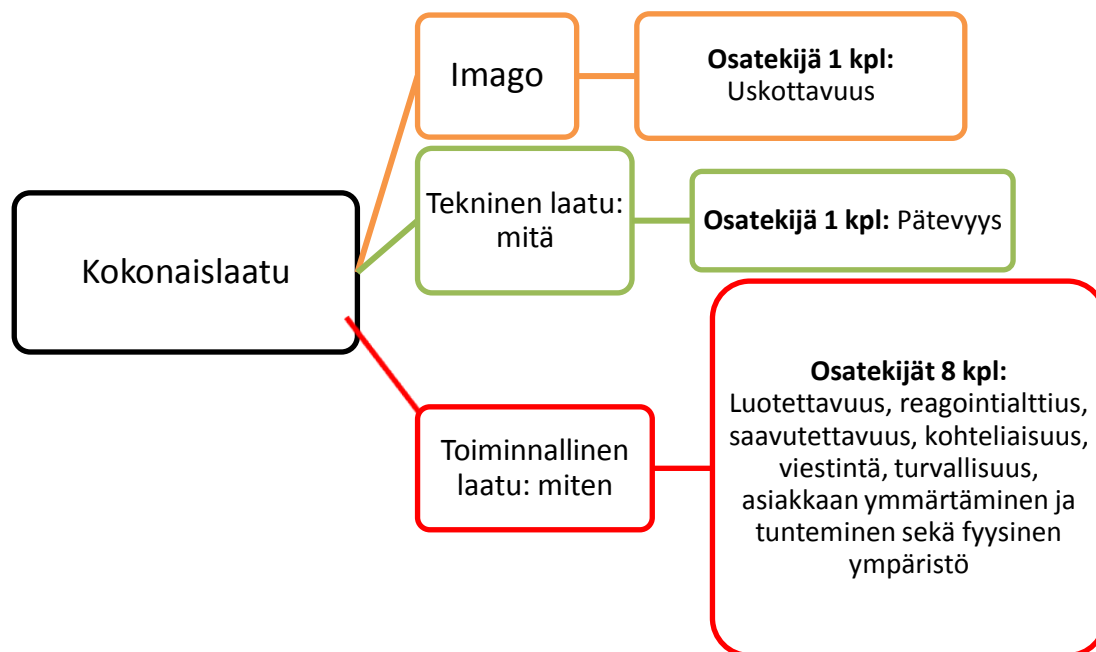 Kokonaislaatu
Imago
Osatekijä 1 kpl:
Uskottavuus
Tekninen laatu:
mitä
Osatekijä 1 kpl: Pätevyys
Toiminnallinen
laatu: miten
Osatekijät 8 kpl:
Luotettavuus, reagointialttius,
saavutettavuus, kohteliaisuus,
viestintä, turvallisuus,
asiakkaan ymmärtäminen ja
tunteminen sekä fyysinen
ympäristö